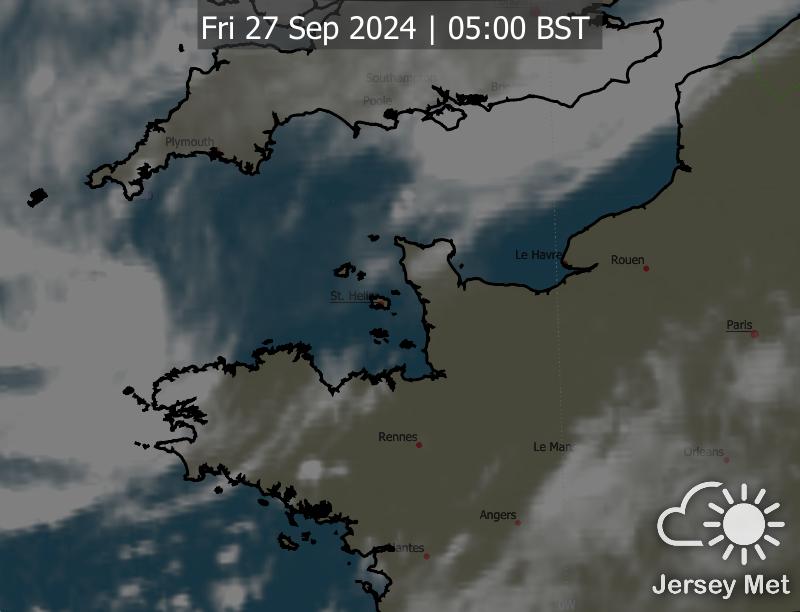 Fri 27 Sep 2024 | 05:00 BST
Southampton
Poole
Plymouth
Le Havre
Rouen
St. Helier
Paris
Rennes
Le Mans
Orleans
Angers
Nantes
Jersey Met